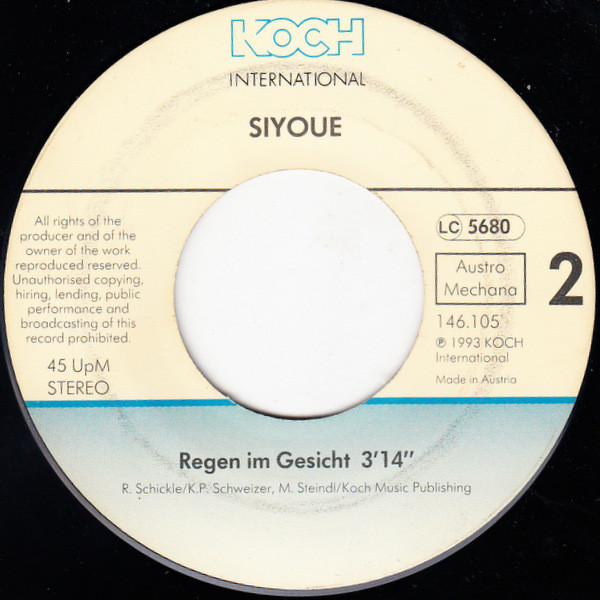 KOCH
INTERNATIONAL
SIYOUE
All rights of the
producer and of the
owner of the work
reproduced reserved.
Unauthorised copying,
hiring, lending, public
performance and
broadcasting of this
record prohibited.
45 UpM
STEREO
LC 5680
Austro
Mechana
2
146.105
℗ 1993 KOCH
International
Made in Austria
Regen im Gesicht 3'14"
R. Schickle/K.P. Schweizer, M. Steindl/Koch Music Publishing